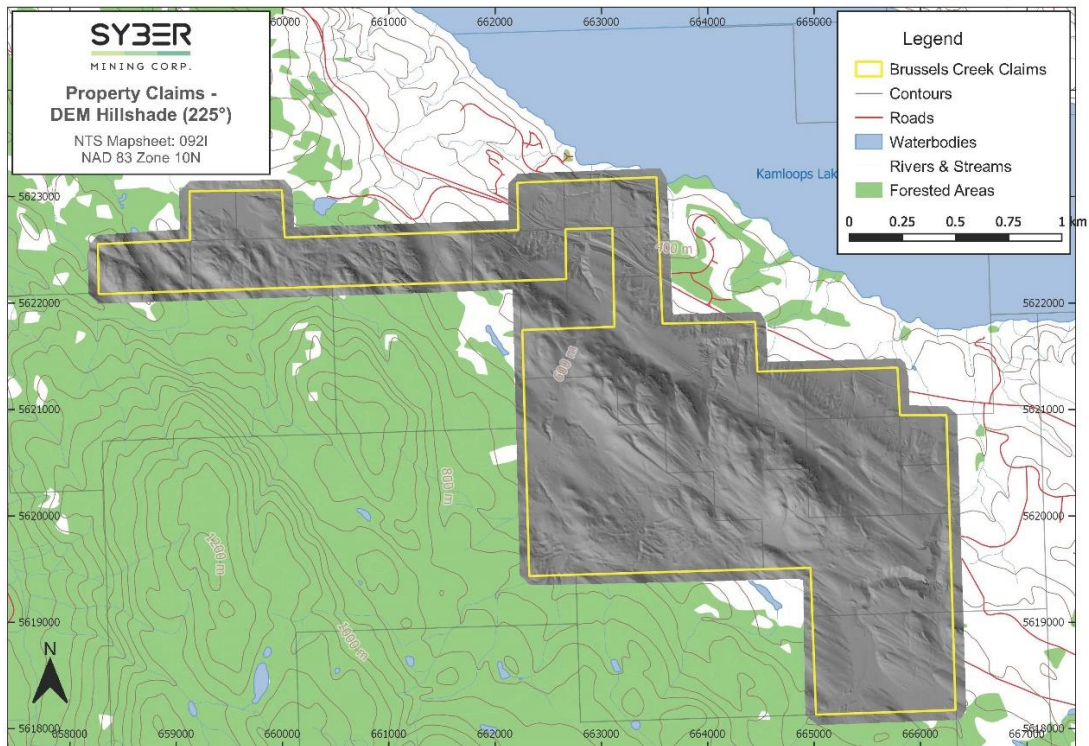 660000 661000 662000 663000 664000 665000
SYBER
MINING CORP.
Property Claims -
DEM Hillshade (225°)
NTS Mapsheet: 092I
NAD 83 Zone 10N
Legend
Brussels Creek Claims
Contours
Roads
Waterbodies
Rivers & Streams
Forested Areas
0 0.25 0.5 0.75 1 km
Kamloops Lak
5623000
400 m
5622000 5622000
600 m
5621000 5621000
800 m
5620000 5620000
1200 m
5619000 5619000
1000 m
N
5618000 5618000
658000 659000 660000 661000 662000 663000 664000 665000 666000 667000